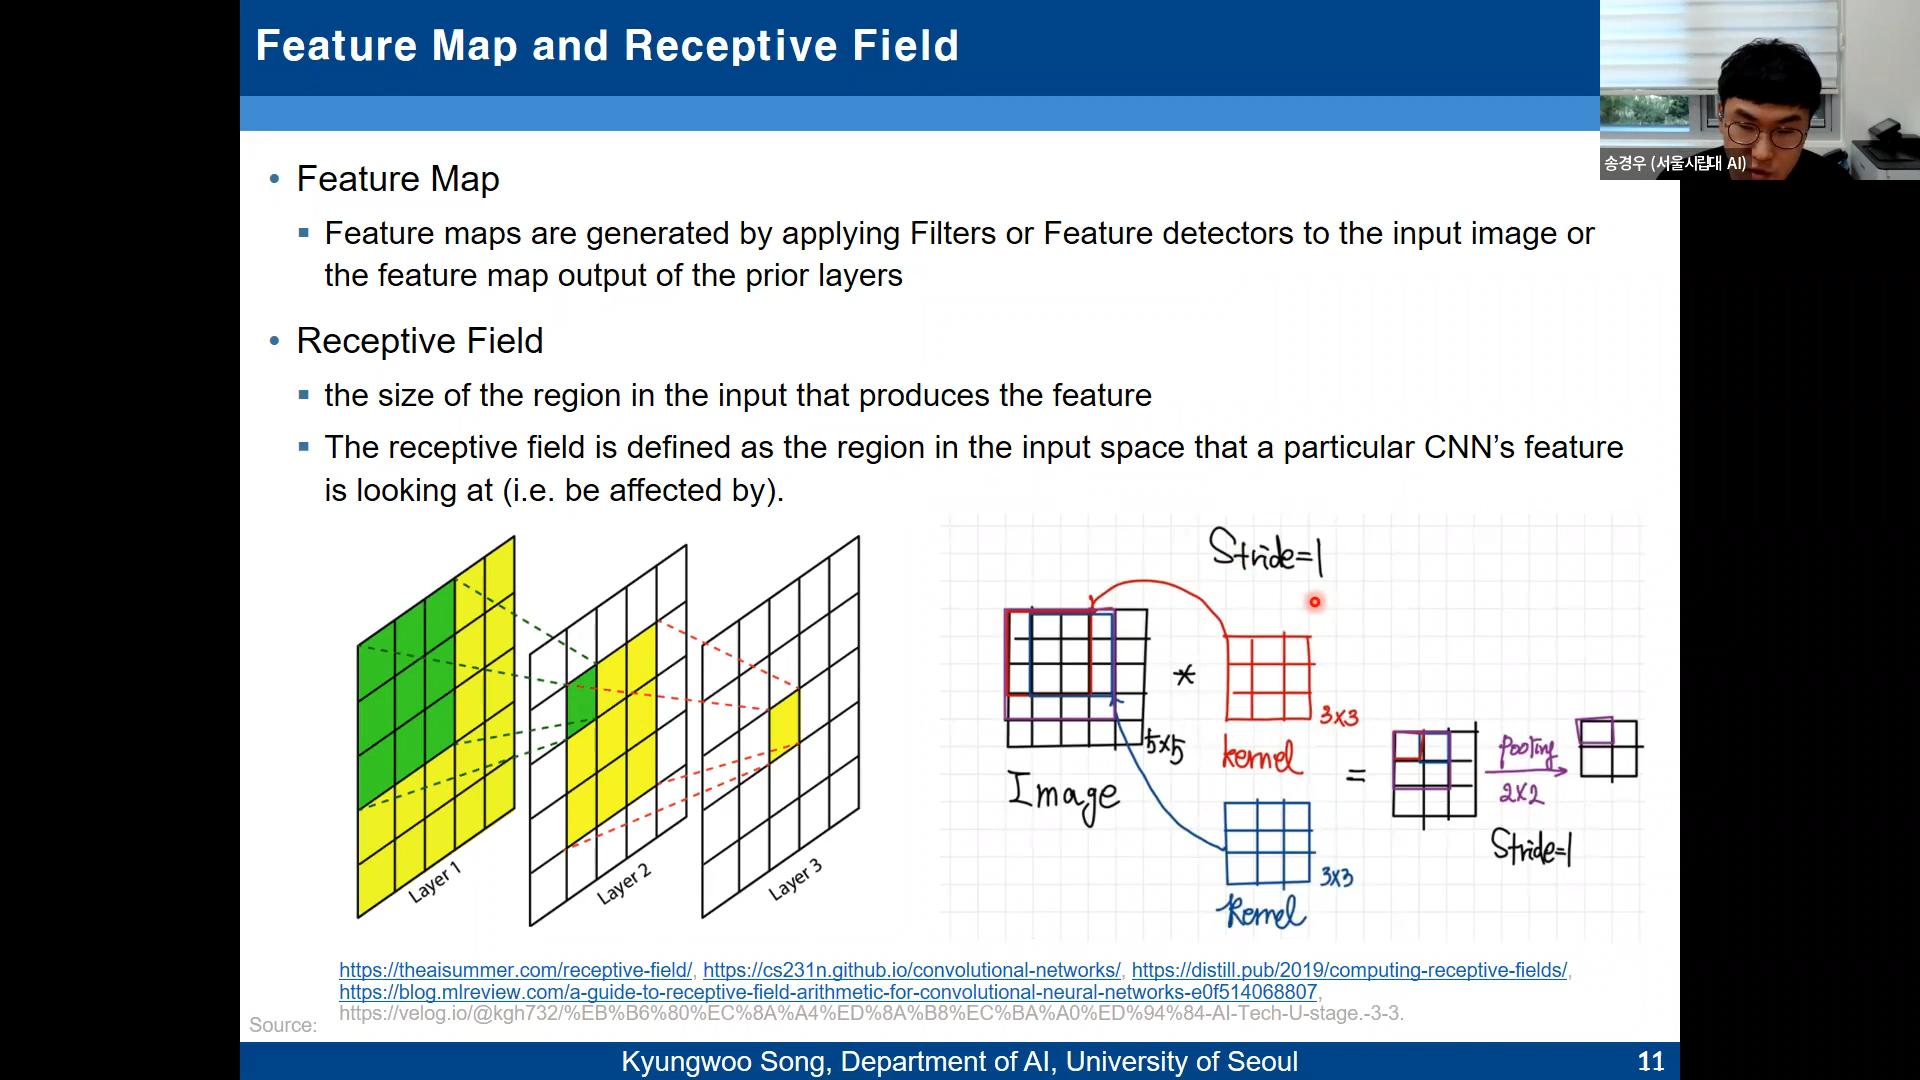 Feature Map and Receptive Field
송경우 (서울시립대 AI)
• Feature Map
▪ Feature maps are generated by applying Filters or Feature detectors to the input image or
the feature map output of the prior layers
• Receptive Field
▪ the size of the region in the input that produces the feature
▪ The receptive field is defined as the region in the input space that a particular CNN’s feature
is looking at (i.e. be affected by).
Layer 1
Layer 2
Layer 3
Stride=1
*
5x5
Image
3x3
kernel
3x3
kernel
=
Pooling
2x2
Stride=1
https://theaisummer.com/receptive-field/, https://cs231n.github.io/convolutional-networks/, https://distill.pub/2019/computing-receptive-fields/,
https://blog.mlreview.com/a-guide-to-receptive-field-arithmetic-for-convolutional-neural-networks-e0f514068807,
https://velog.io/@kgh732/%EB%B6%80%EC%8A%A4%ED%8A%B8%EC%BA%A0%ED%94%84-AI-Tech-U-stage.-3-3.
Source:
Kyungwoo Song, Department of AI, University of Seoul
11